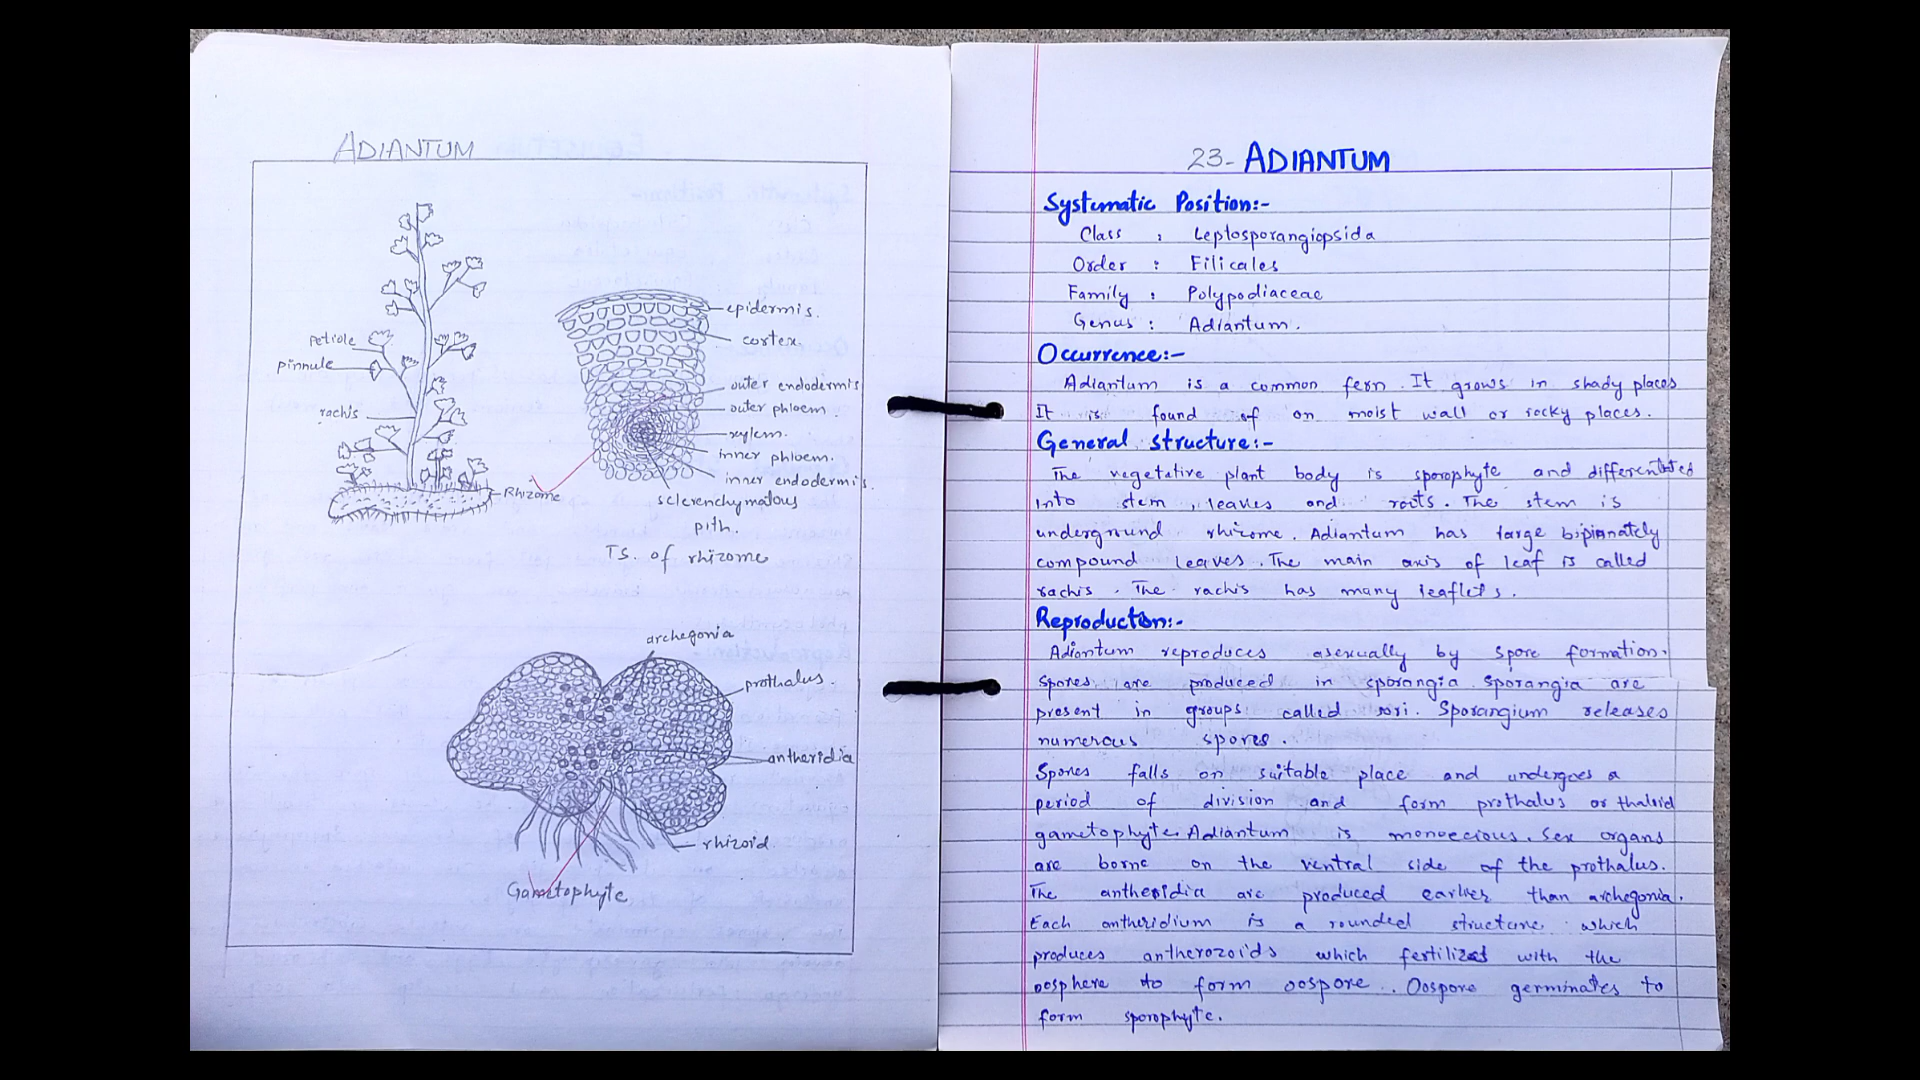 ADIANTUM
petiole
pinnule
rachis
Rhizome
epidermis.
cortex
outer endodermis
outer phloem
xylem.
inner phloem.
inner endodermis.
sclerenchymatous
pith.
T.S. of rhizome
archegonia
prothalus.
antheridia
rhizoid
Gametophyte
23- ADIANTUM
Systematic Position:-
Class : Leptosporangiopsida
Order : Filicales
Family : Polypodiaceae
Genus : Adiantum.
Occurrence:-
Adiantum is a common fern. It grows in shady places
It is found of on moist wall or rocky places.
General structure:-
The vegetative plant body is sporophyte and differentiated
into stem, leaves and roots. The stem is
underground rhizome. Adiantum has large bipinnately
compound leaves. The main axis of leaf is called
rachis. The rachis has many leaflets.
Reproduction:-
Adiantum reproduces asexually by spore formation.
Spores are produced in sporangia. Sporangia are
present in groups called sori. Sporangium releases
numerous spores.
Spores falls on suitable place and undergoes a
period of division and form prothalus or thaloid
gametophyte. Adiantum is monoecious. Sex organs
are borne on the ventral side of the prothalus.
The antheridia are produced earlier than archegonia.
Each antheridium is a rounded structure which
produces antherozoids which fertilizes with the
oosphere to form oospore. Oospore germinates to
form sporophyte.